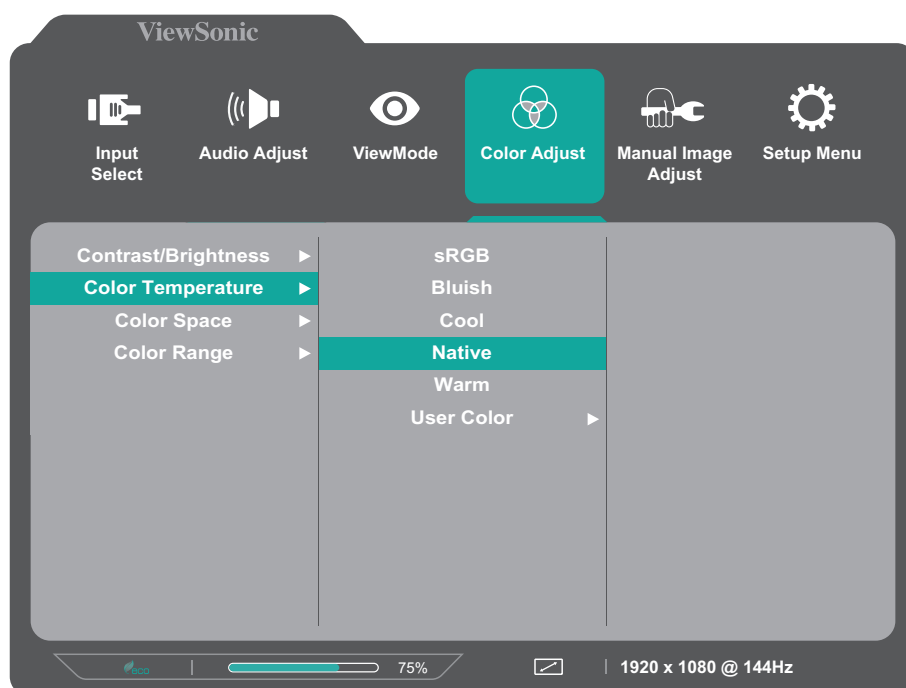 ViewSonic
Input
Select
Audio Adjust
ViewMode
Color Adjust
Manual Image
Adjust
Setup Menu
Contrast/Brightness
Color Temperature
Color Space
Color Range
sRGB
Bluish
Cool
Native
Warm
User Color
eco
75%
1920 x 1080 @ 144Hz